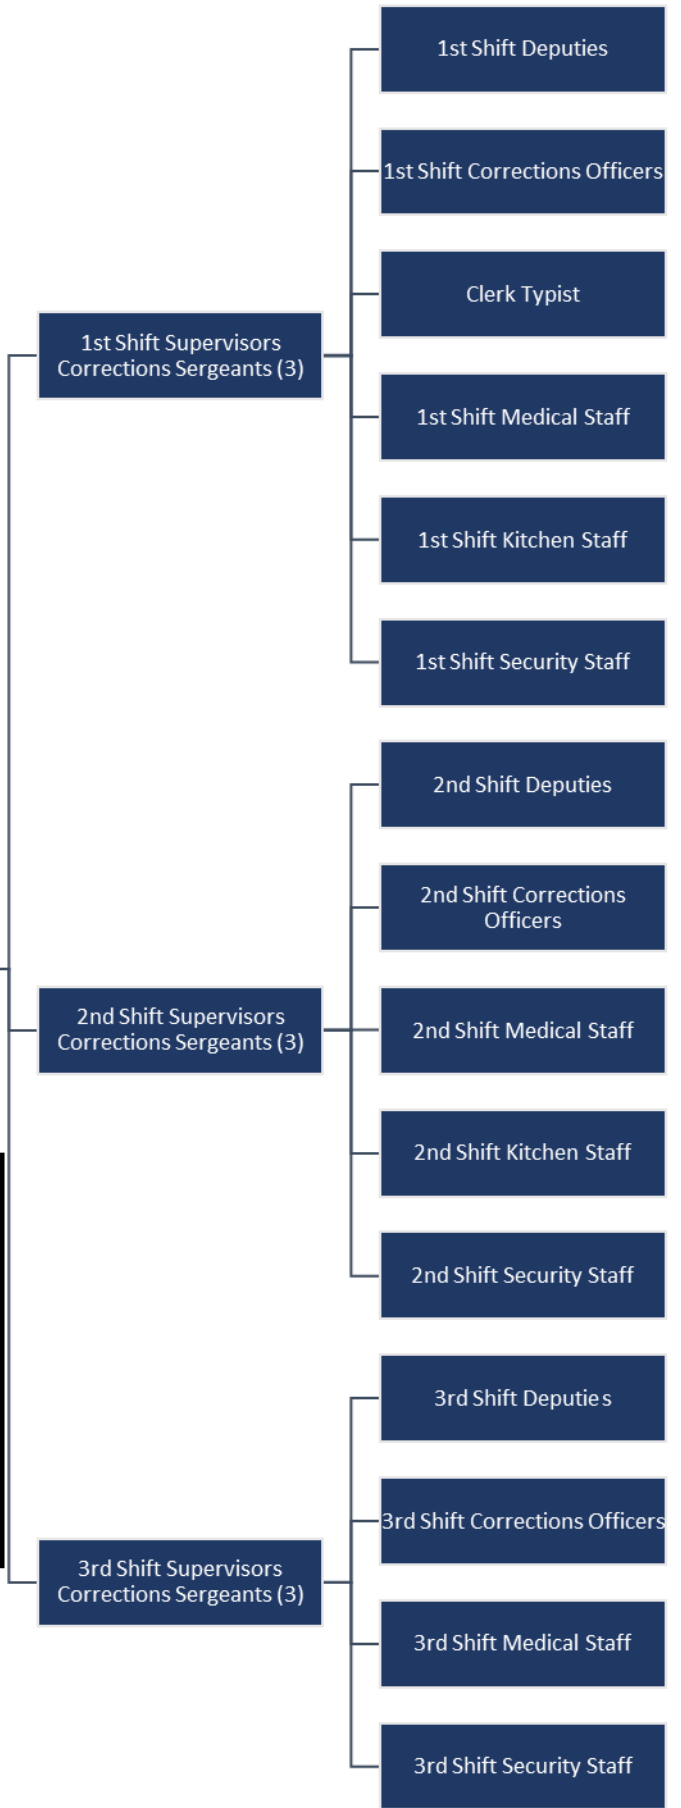 1st Shift Deputies
1st Shift Corrections Officers
Clerk Typist
1st Shift Supervisors
Corrections Sergeants (3)
1st Shift Medical Staff
1st Shift Kitchen Staff
1st Shift Security Staff
2nd Shift Deputies
2nd Shift Corrections
Officers
2nd Shift Supervisors
Corrections Sergeants (3)
2nd Shift Medical Staff
2nd Shift Kitchen Staff
2nd Shift Security Staff
3rd Shift Deputies
3rd Shift Corrections Officers
3rd Shift Supervisors
Corrections Sergeants (3)
3rd Shift Medical Staff
3rd Shift Security Staff